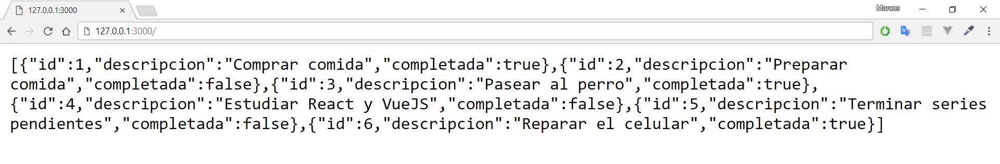 127.0.0.1:3000
Marcos
127.0.0.1:3000/
[{"id":1,"descripcion":"Comprar comida","completada":true},{"id":2,"descripcion":"Preparar
comida","completada":false},{"id":3,"descripcion":"Pasear al perro","completada":true},
{"id":4,"descripcion":"Estudiar React y VueJS","completada":false},{"id":5,"descripcion":"Terminar series
pendientes","completada":false},{"id":6,"descripcion":"Reparar el celular","completada":true}]